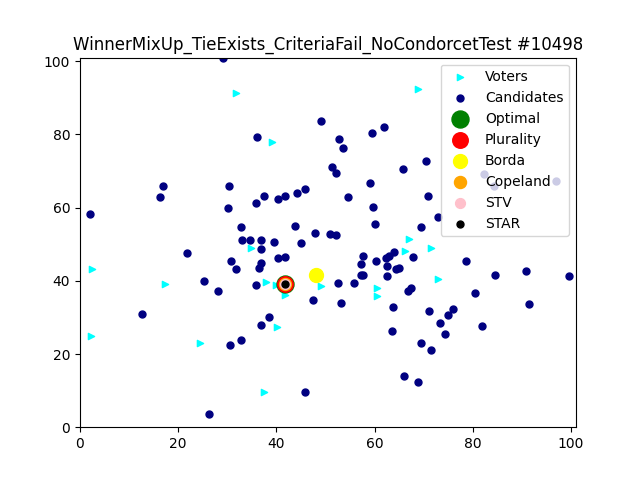 WinnerMixUp_TieExists_CriteriaFail_NoCondorcetTest #10498
100
80
60
40
20
0
0 20 40 60 80 100
Voters
Candidates
Optimal
Plurality
Borda
Copeland
STV
STAR